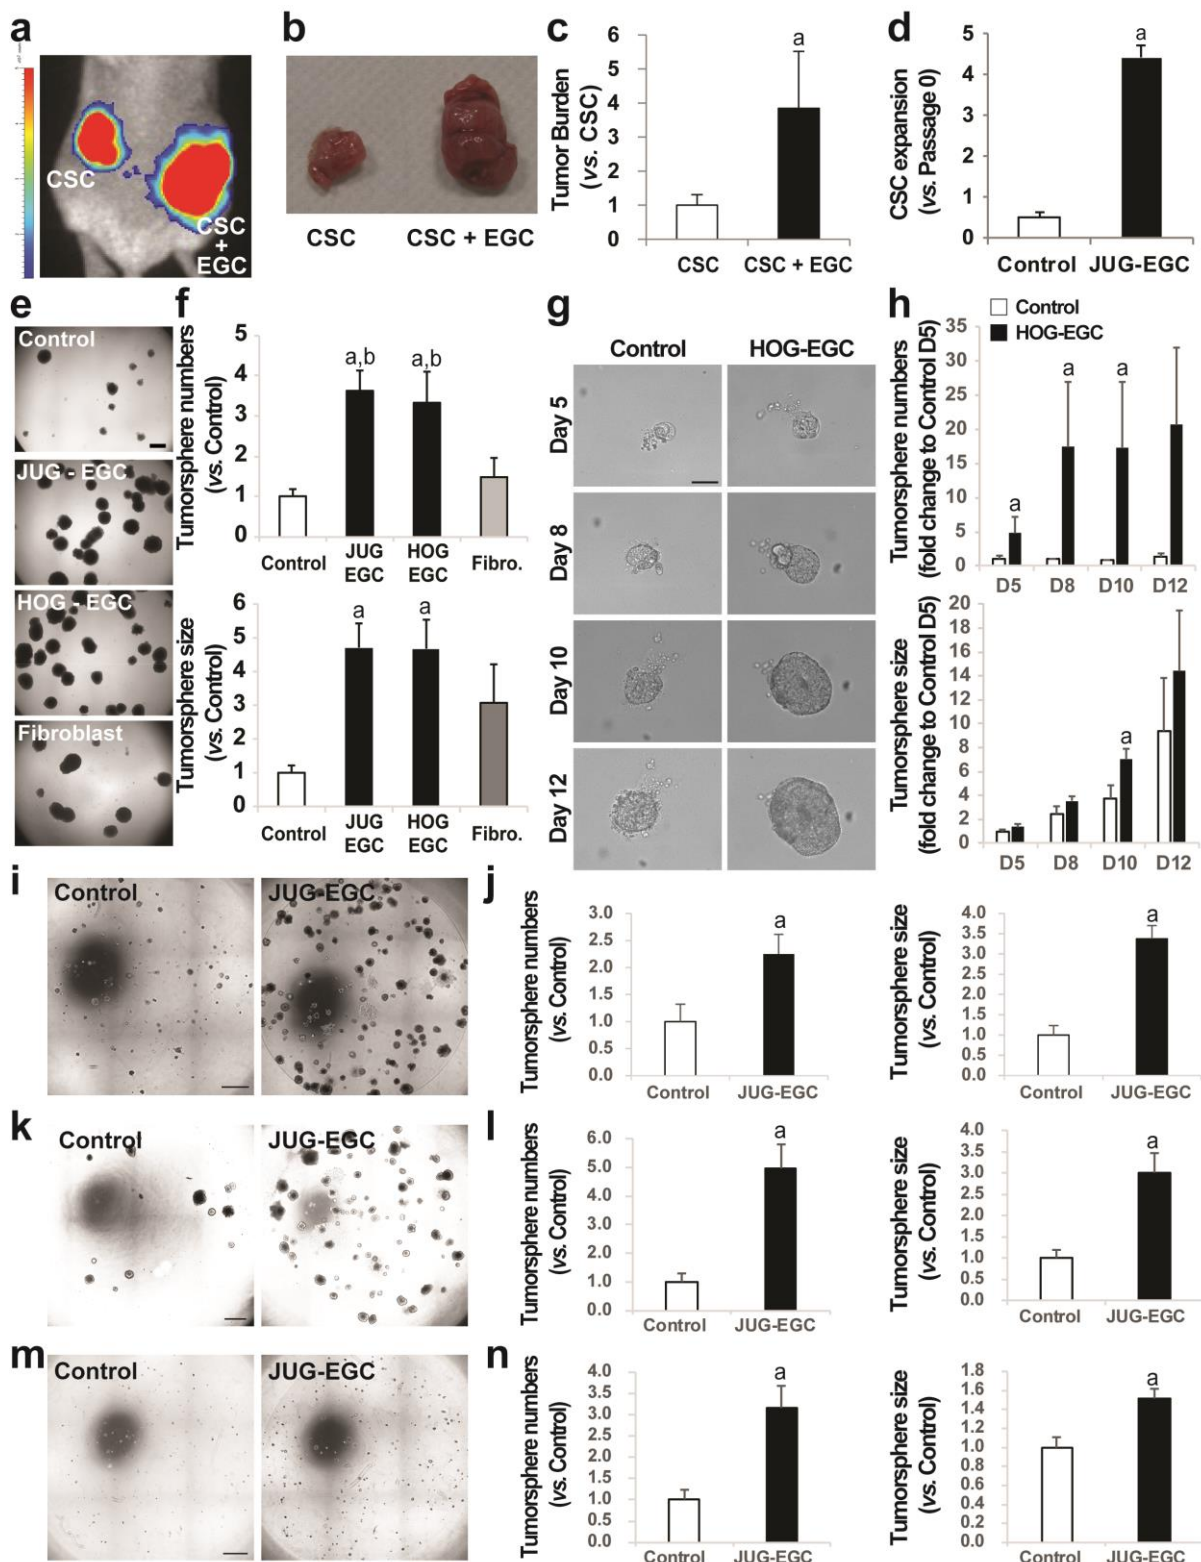 a
CSC
CSC
+
EGC
b
CSC
CSC + EGC
c
Tumor Burden
(vs. CSC)
6
5
4
3
2
1
0
a
CSC
CSC + EGC
d
CSC expansion
(vs. Passage 0)
5
4
3
2
1
0
a
Control
JUG-EGC
e
Control
JUG - EGC
HOG - EGC
Fibroblast
f
Tumorsphere numbers
(vs. Control)
5
4
3
2
1
0
a,b
a,b
Control
JUG
EGC
HOG
EGC
Fibro.
Tumorsphere size
(vs. Control)
6
5
4
3
2
1
0
a
a
Control
JUG
EGC
HOG
EGC
Fibro.
g
Control
HOG-EGC
Day 5
Day 8
Day 10
Day 12
h
Control
HOG-EGC
Tumorsphere numbers
(fold change to Control D5)
35
30
25
20
15
10
5
0
a
a
a
D5
D8
D10
D12
Tumorsphere size
(fold change to Control D5)
20
18
16
14
12
10
8
6
4
2
0
a
D5
D8
D10
D12
i
Control
JUG-EGC
j
Tumorsphere numbers
(vs. Control)
3.0
2.5
2.0
1.5
1.0
0.5
0.0
a
Control
JUG-EGC
Tumorsphere size
(vs. Control)
4.0
3.5
3.0
2.5
2.0
1.5
1.0
0.5
0.0
a
Control
JUG-EGC
k
Control
JUG-EGC
l
Tumorsphere numbers
(vs. Control)
6.0
5.0
4.0
3.0
2.0
1.0
0.0
a
Control
JUG-EGC
Tumorsphere size
(vs. Control)
4.0
3.5
3.0
2.5
2.0
1.5
1.0
0.5
0.0
a
Control
JUG-EGC
m
Control
JUG-EGC
n
Tumorsphere numbers
(vs. Control)
4.0
3.5
3.0
2.5
2.0
1.5
1.0
0.5
0.0
a
Control
JUG-EGC
Tumorsphere size
(vs. Control)
1.8
1.6
1.4
1.2
1.0
0.8
0.6
0.4
0.2
0.0
a
Control
JUG-EGC